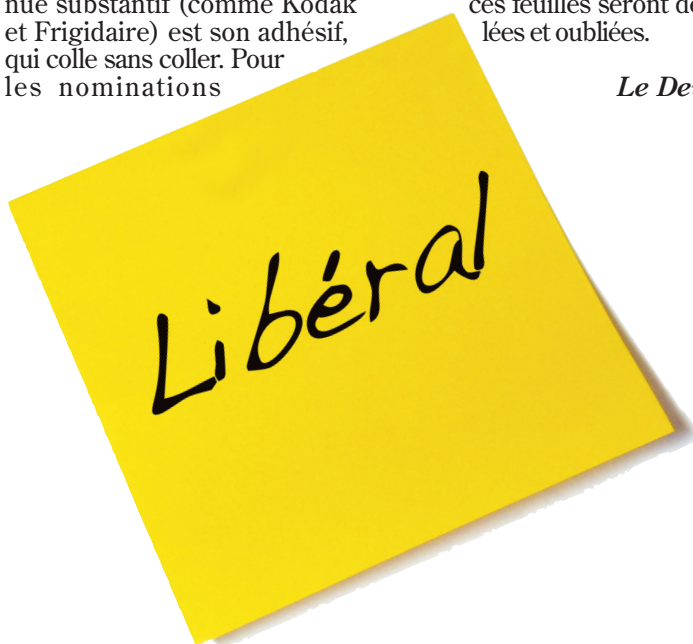 nue substantif (comme Kodak
et Frigidaire) est son adhésif,
qui colle sans coller. Pour
les nominations
ces feuilles seront
lées et oubliées.
Le
Libéral